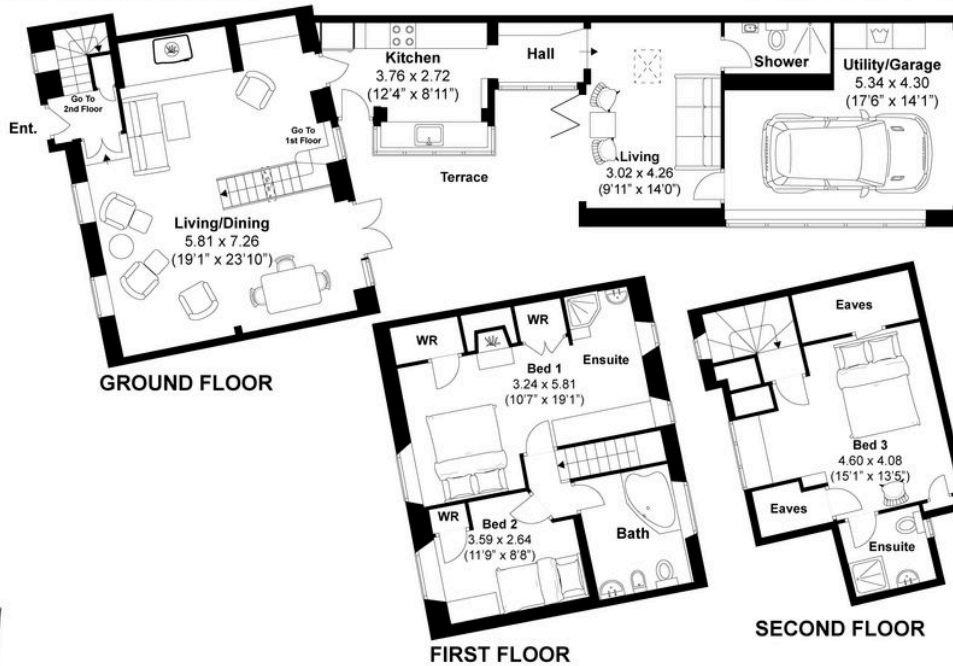 Go To
2nd Floor
Ent.
Go To
1st Floor
Living/Dining
5.81 x 7.26
(19'1" x 23'10")
Kitchen
3.76 x 2.72
(12'4" x 8'11")
Hall
Terrace
Living
3.02 x 4.26
(9'11" x 14'0")
Shower
Utility/Garage
5.34 x 4.30
(17'6" x 14'1")
GROUND FLOOR
WR
WR
Ensuite
Bed 1
3.24 x 5.81
(10'7" x 19'1")
WR
Bed 2
3.59 x 2.64
(11'9" x 8'8")
Bath
FIRST FLOOR
Eaves
Bed 3
4.60 x 4.08
(15'1" x 13'5")
Eaves
Ensuite
SECOND FLOOR